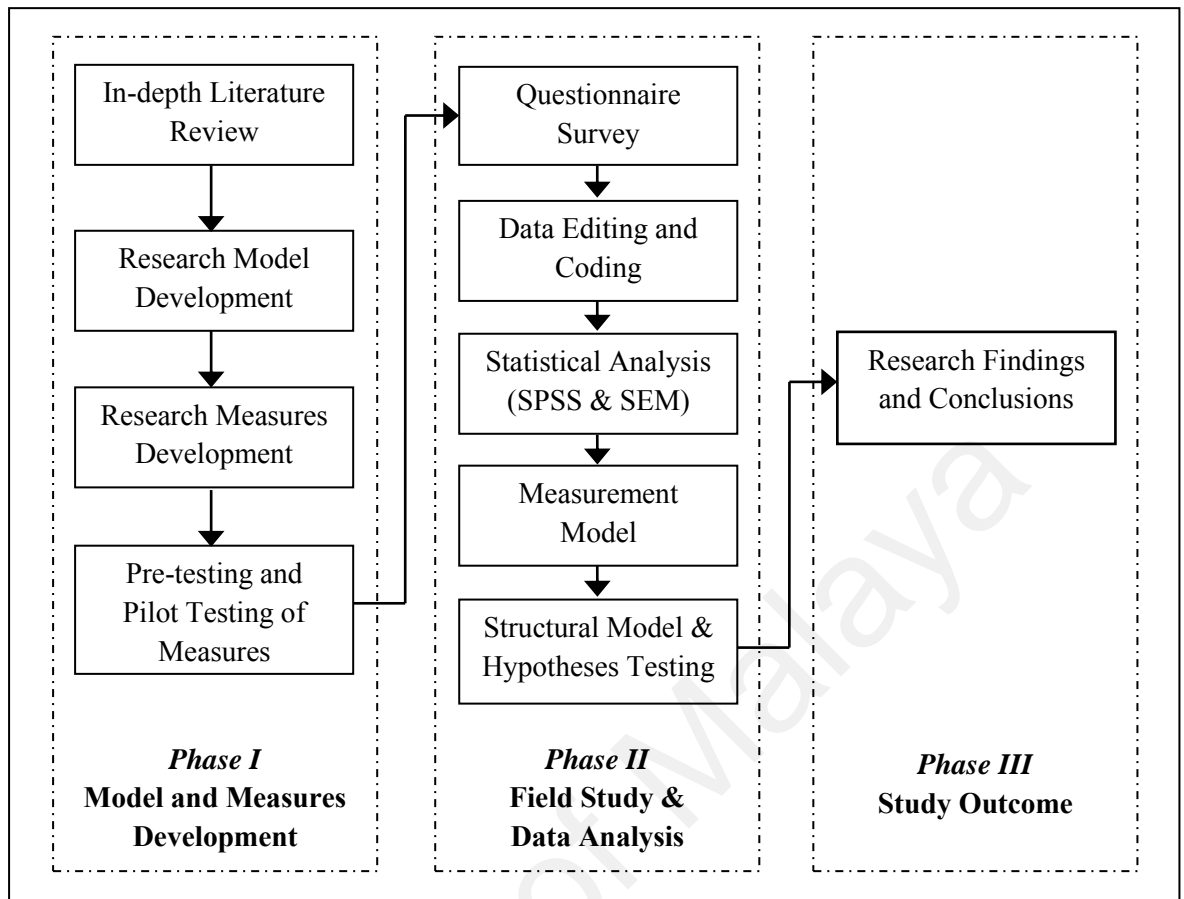 In-depth Literature
Review
Research Model
Development
Research Measures
Development
Pre-testing and
Pilot Testing of
Measures
Phase I
Model and Measures
Development
Questionnaire
Survey
Data Editing and
Coding
Statistical Analysis
(SPSS & SEM)
Measurement
Model
Structural Model &
Hypotheses Testing
Phase II
Field Study &
Data Analysis
Research Findings
and Conclusions
Phase III
Study Outcome
of Malaya